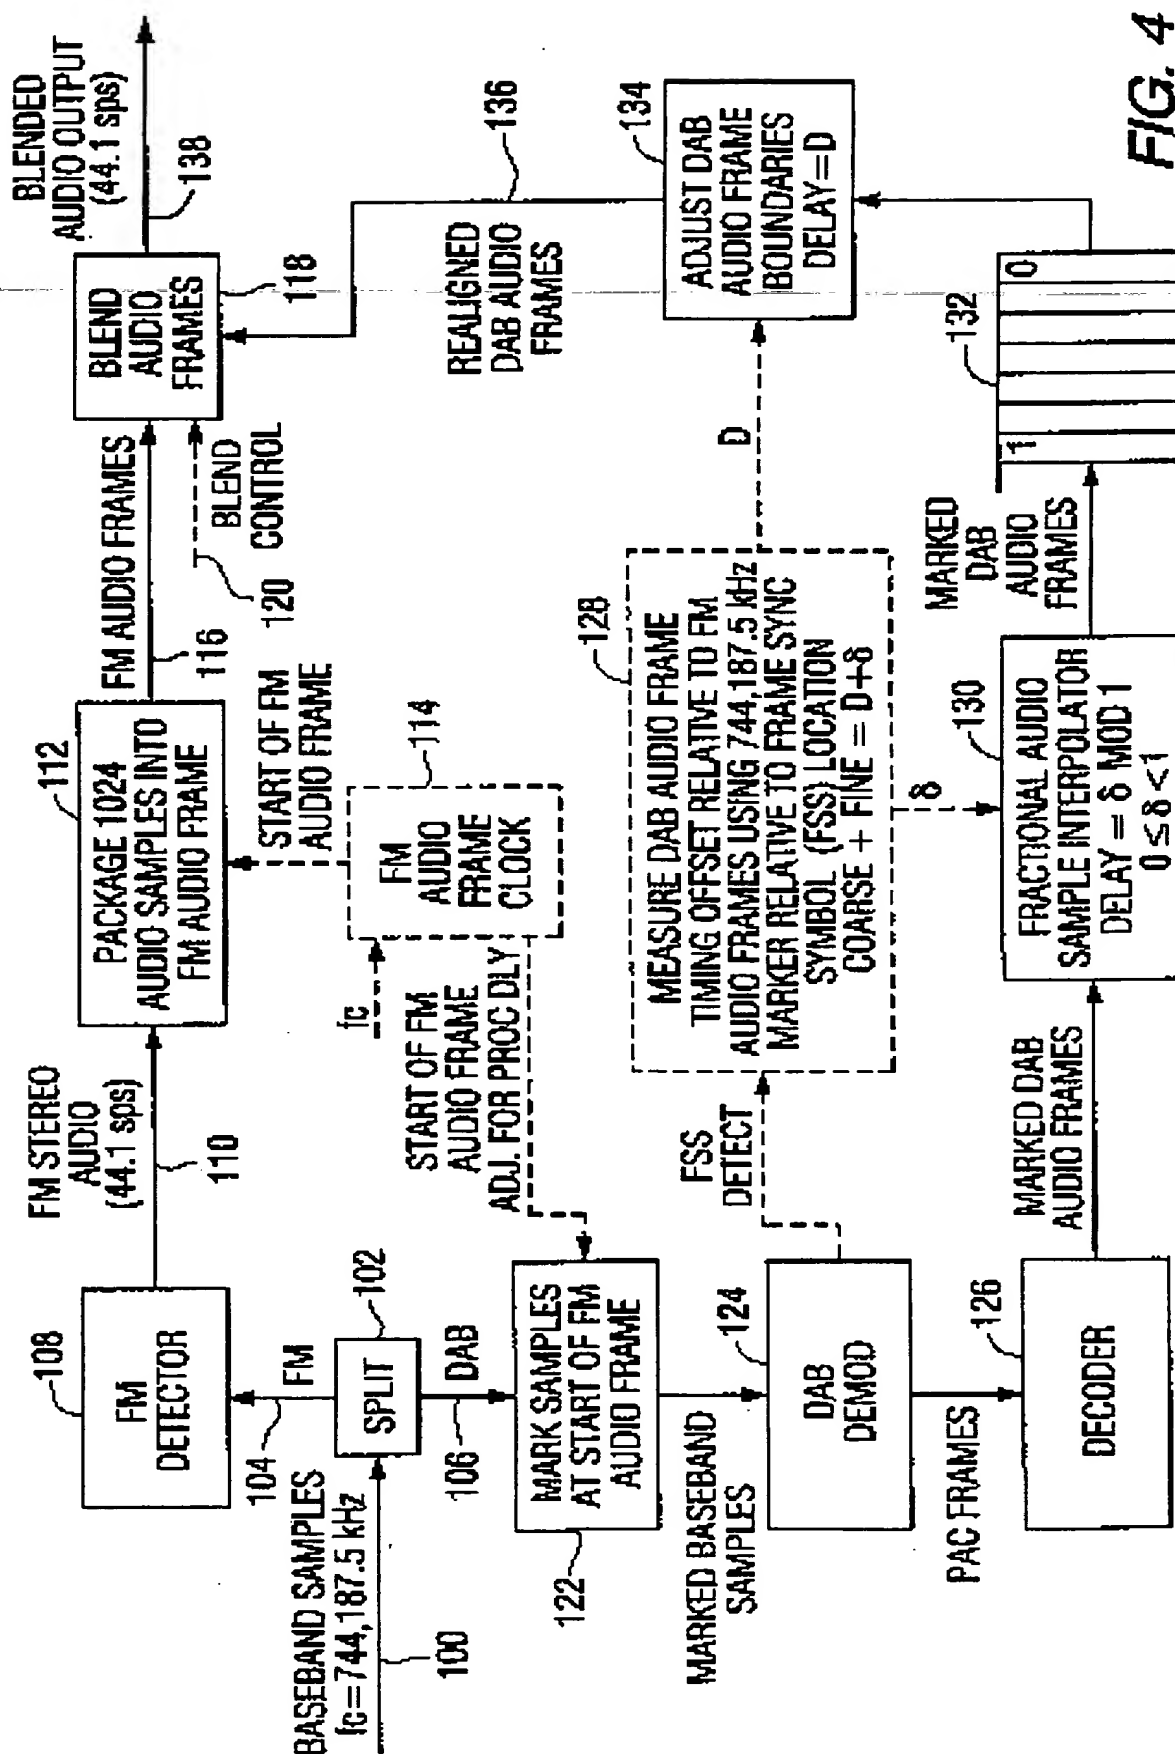 BASEBAND SAMPLES
fc=744,187.5 kHz
100
SPLIT
102
FM
104
DAB
106
FM
DETECTOR
108
FM STEREO
AUDIO
(44.1 sps)
110
PACKAGE 1024
AUDIO SAMPLES INTO
FM AUDIO FRAME
112
START OF FM
AUDIO FRAME
fc
FM
AUDIO
FRAME
CLOCK
114
START OF FM
AUDIO FRAME
ADJ. FOR PROC DLY
FM AUDIO FRAMES
116
BLEND
AUDIO
FRAMES
118
BLEND
CONTROL
120
BLENDED
AUDIO OUTPUT
(44.1 sps)
138
MARK SAMPLES
AT START OF FM
AUDIO FRAME
122
MARKED BASEBAND
SAMPLES
DAB
DEMOD
124
FSS
DETECT
MEASURE DAB AUDIO FRAME
TIMING OFFSET RELATIVE TO FM
AUDIO FRAMES USING 744,187.5 kHz
MARKER RELATIVE TO FRAME SYNC
SYMBOL (FSS) LOCATION
COARSE + FINE = D+δ
128
D
δ
ADJUST DAB
AUDIO FRAME
BOUNDARIES
DELAY=D
134
REALIGNED
DAB AUDIO
FRAMES
136
PAC FRAMES
DECODER
126
MARKED DAB
AUDIO FRAMES
FRACTIONAL AUDIO
SAMPLE INTERPOLATOR
DELAY = δ MOD 1
0≤δ<1
130
MARKED
DAB
AUDIO
FRAMES
1
0
132
FIG. 4